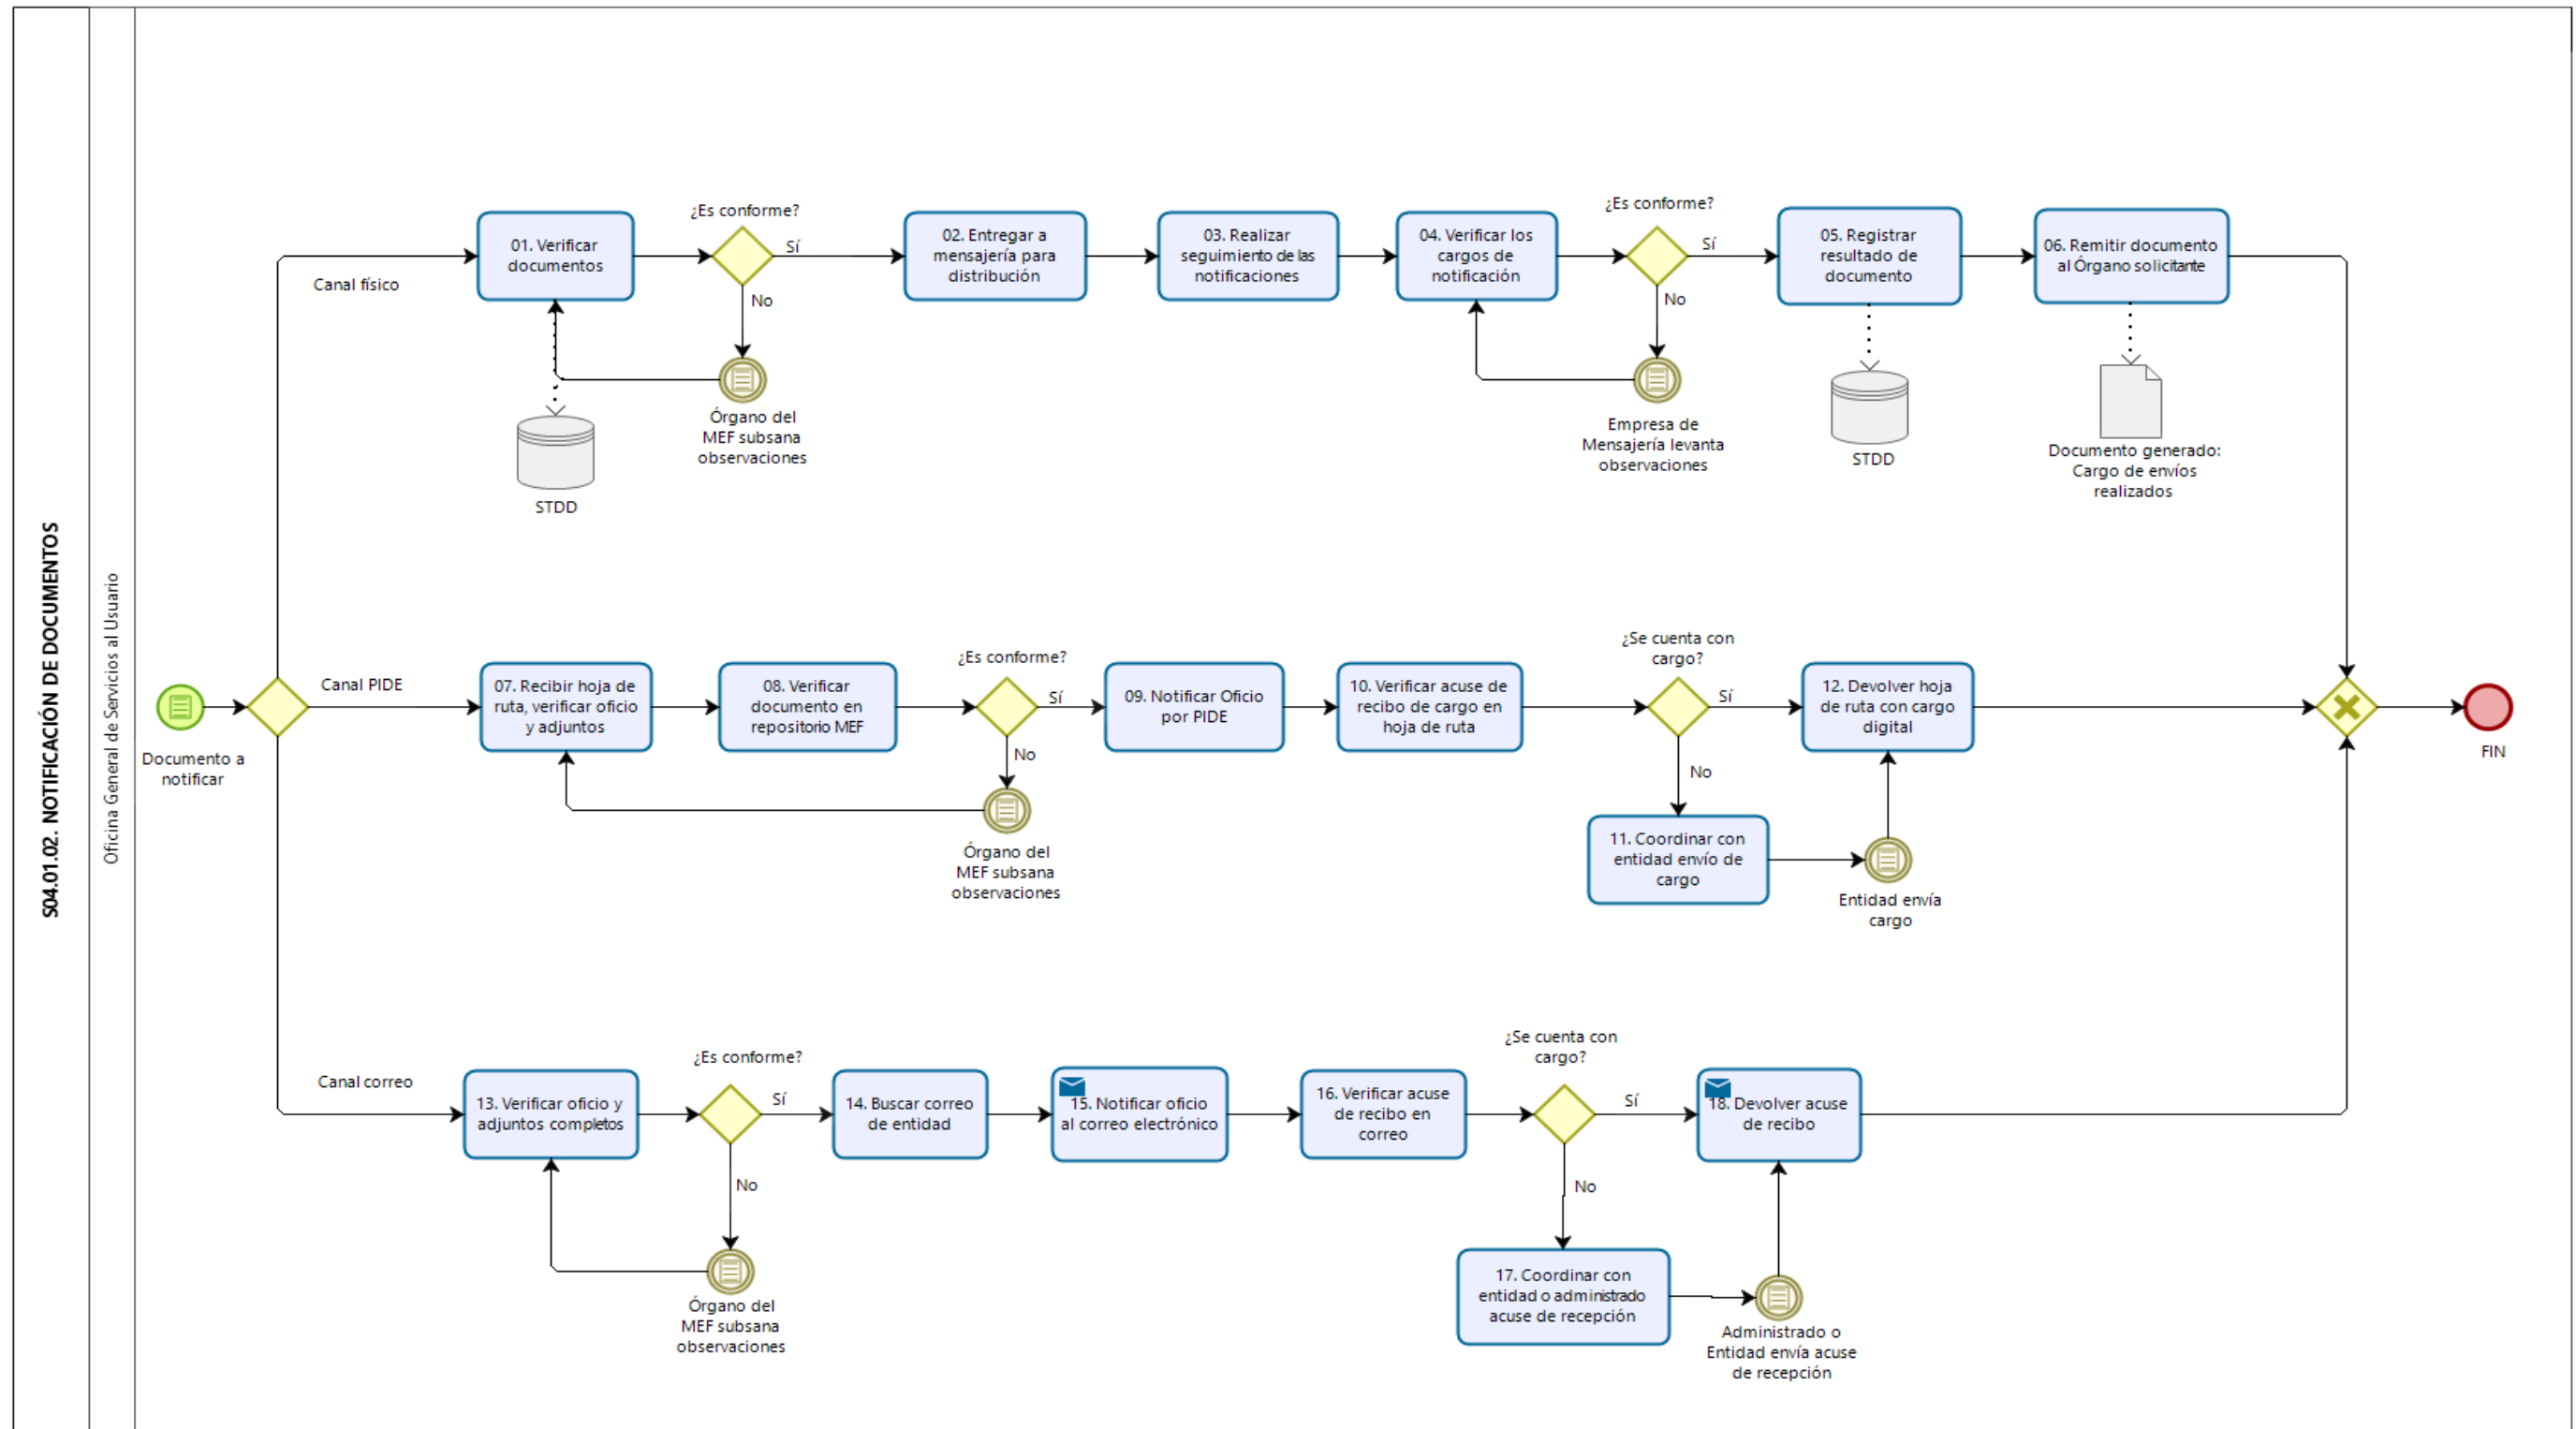 S04.01.02. NOTIFICACIÓN DE DOCUMENTOS
Oficina General de Servicios al Usuario
Documento a
notificar
Canal físico
01. Verificar
documentos
STDD
¿Es conforme?
Sí
No
Órgano del
MEF subsana
observaciones
02. Entregar a
mensajería para
distribución
03. Realizar
seguimiento de las
notificaciones
04. Verificar los
cargos de
notificación
¿Es conforme?
Sí
No
Empresa de
Mensajería levanta
observaciones
05. Registrar
resultado de
documento
STDD
06. Remitir documento
al Órgano solicitante
Documento generado:
Cargo de envíos
realizados
Canal PIDE
07. Recibir hoja de
ruta, verificar oficio
y adjuntos
08. Verificar
documento en
repositorio MEF
¿Es conforme?
Sí
No
Órgano del
MEF subsana
observaciones
09. Notificar Oficio
por PIDE
10. Verificar acuse de
recibo de cargo en
hoja de ruta
¿Se cuenta con
cargo?
Sí
No
11. Coordinar con
entidad envío de
cargo
Entidad envía
cargo
12. Devolver hoja
de ruta con cargo
digital
FIN
Canal correo
13. Verificar oficio y
adjuntos completos
¿Es conforme?
Sí
No
Órgano del
MEF subsana
observaciones
14. Buscar correo
de entidad
15. Notificar oficio
al correo electrónico
16. Verificar acuse
de recibo en
correo
¿Se cuenta con
cargo?
Sí
No
17. Coordinar con
entidad o administrado
acuse de recepción
Administrado o
Entidad envía acuse
de recepción
18. Devolver acuse
de recibo